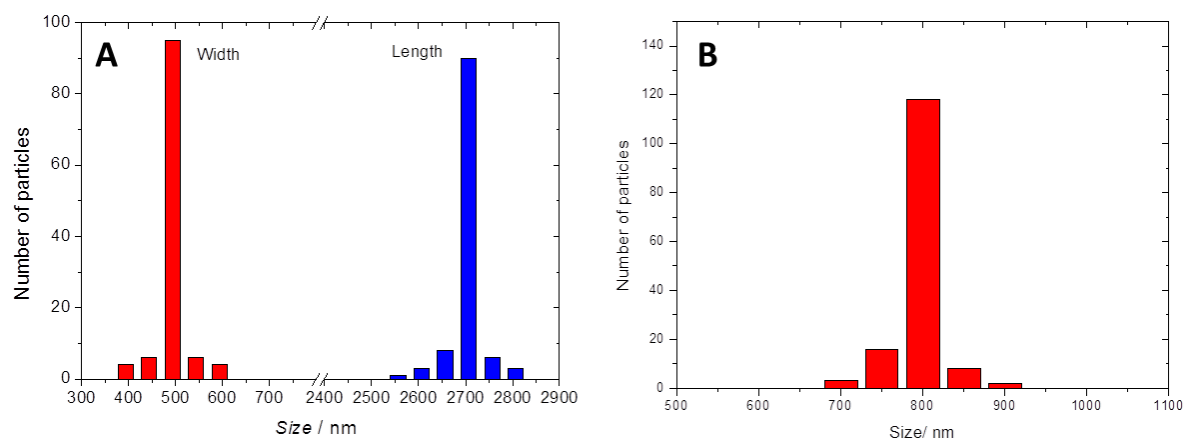 A
Width
Length
Number of particles
100
80
60
40
20
0
300 400 500 600 700 2400 2500 2600 2700 2800 2900
Size / nm
B
Number of particles
140
120
100
80
60
40
20
0
500 600 700 800 900 1000 1100
Size/ nm